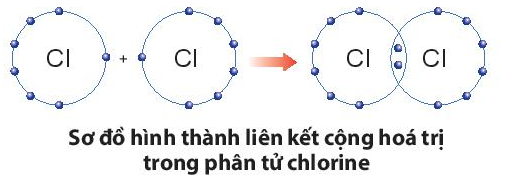 Cl + Cl Cl Cl
Sơ đồ hình thành liên kết cộng hoá trị
trong phân tử chlorine